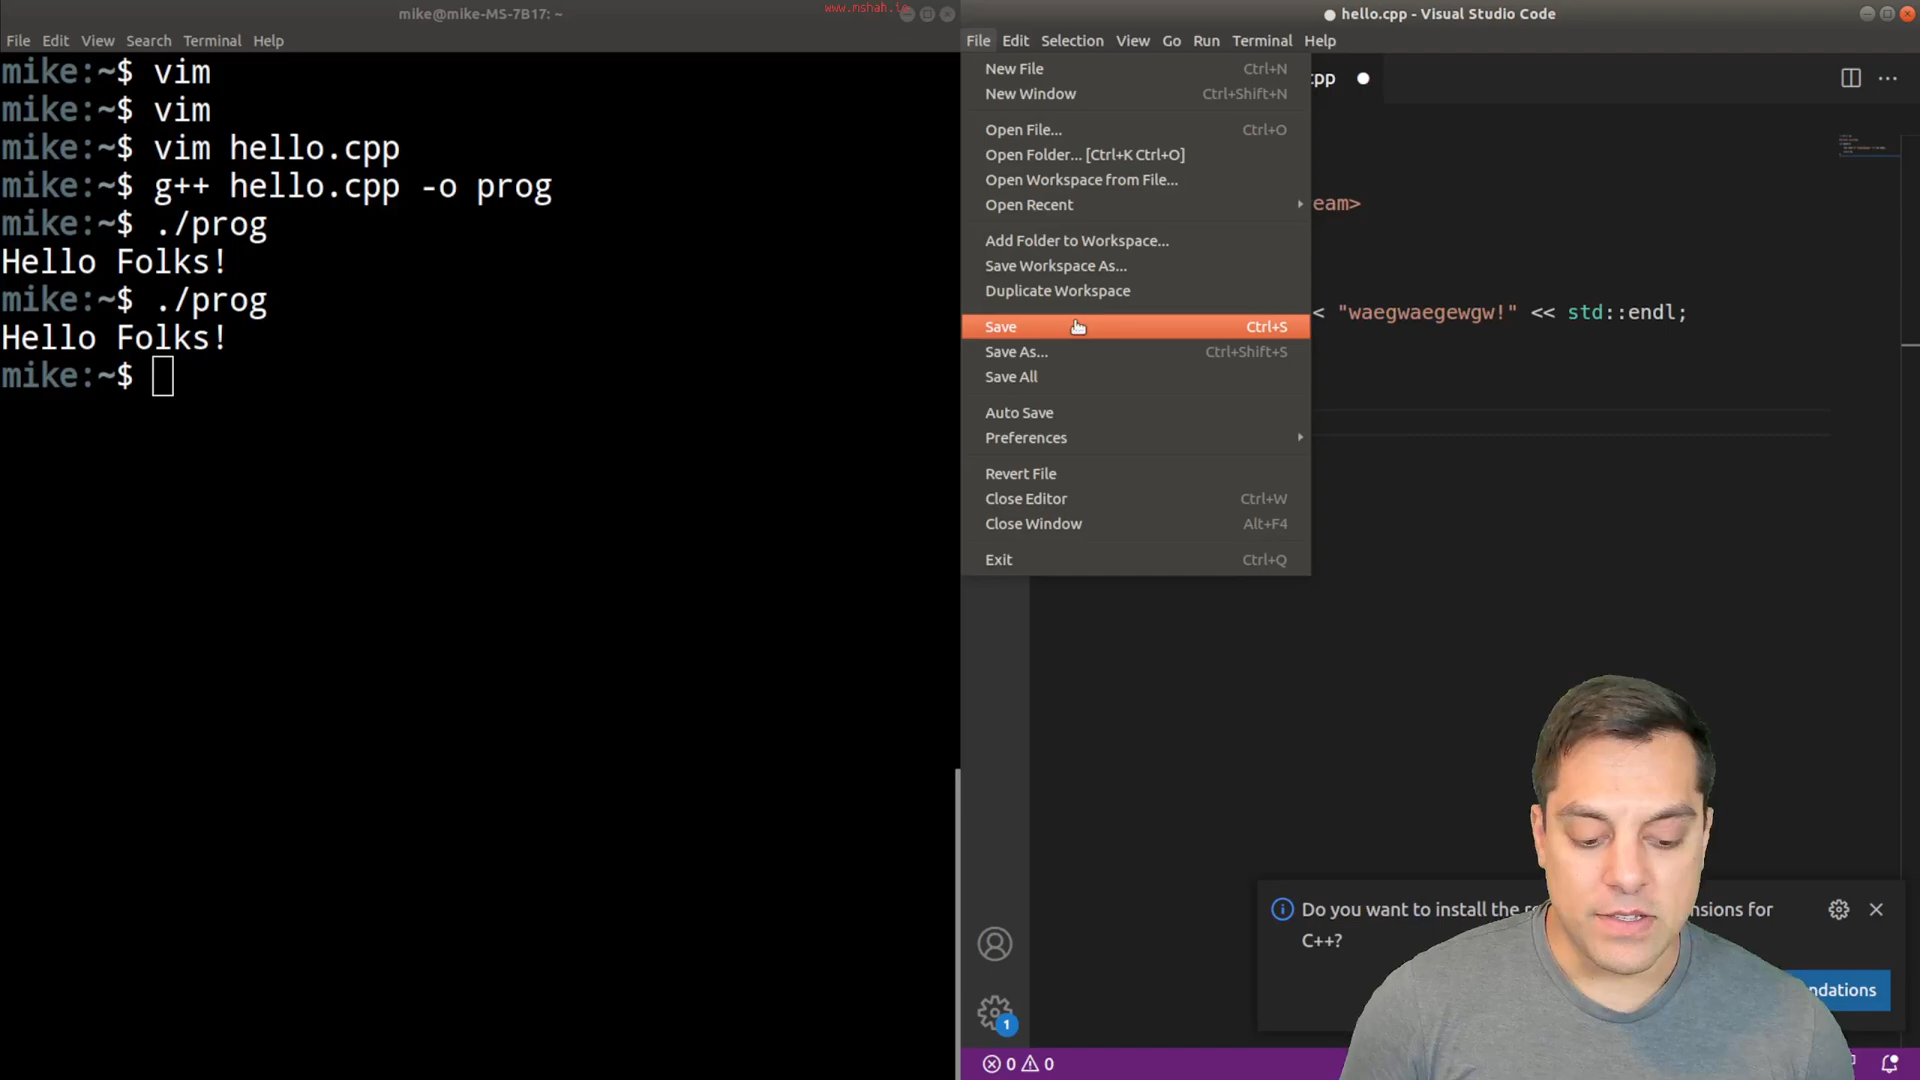 mike@mike-MS-7B17: ~
www.mshah.io
File Edit View Search Terminal Help
mike:~$ vim
mike:~$ vim
mike:~$ vim hello.cpp
mike:~$ g++ hello.cpp -o prog
mike:~$ ./prog
Hello Folks!
mike:~$ ./prog
Hello Folks!
mike:~$
● hello.cpp - Visual Studio Code
File Edit Selection View Go Run Terminal Help
New File Ctrl+N
New Window Ctrl+Shift+N
Open File... Ctrl+O
Open Folder... [Ctrl+K Ctrl+O]
Open Workspace from File...
Open Recent
Add Folder to Workspace...
Save Workspace As...
Duplicate Workspace
Save Ctrl+S
Save As... Ctrl+Shift+S
Save All
Auto Save
Preferences
Revert File
Close Editor Ctrl+W
Close Window Alt+F4
Exit Ctrl+Q
cpp ●
eam>
< "waegwaegewgw!" << std::endl;
Do you want to install the nsions for
C++?
ndations
1
0 0